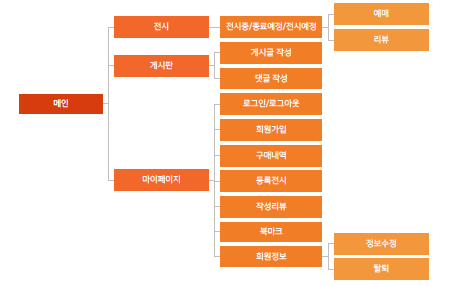 메인
전시
전시중/종료예정/전시예정
예매
리뷰
게시판
게시글 작성
댓글 작성
마이페이지
로그인/로그아웃
회원가입
구매내역
등록전시
작성리뷰
북마크
회원정보
정보수정
탈퇴